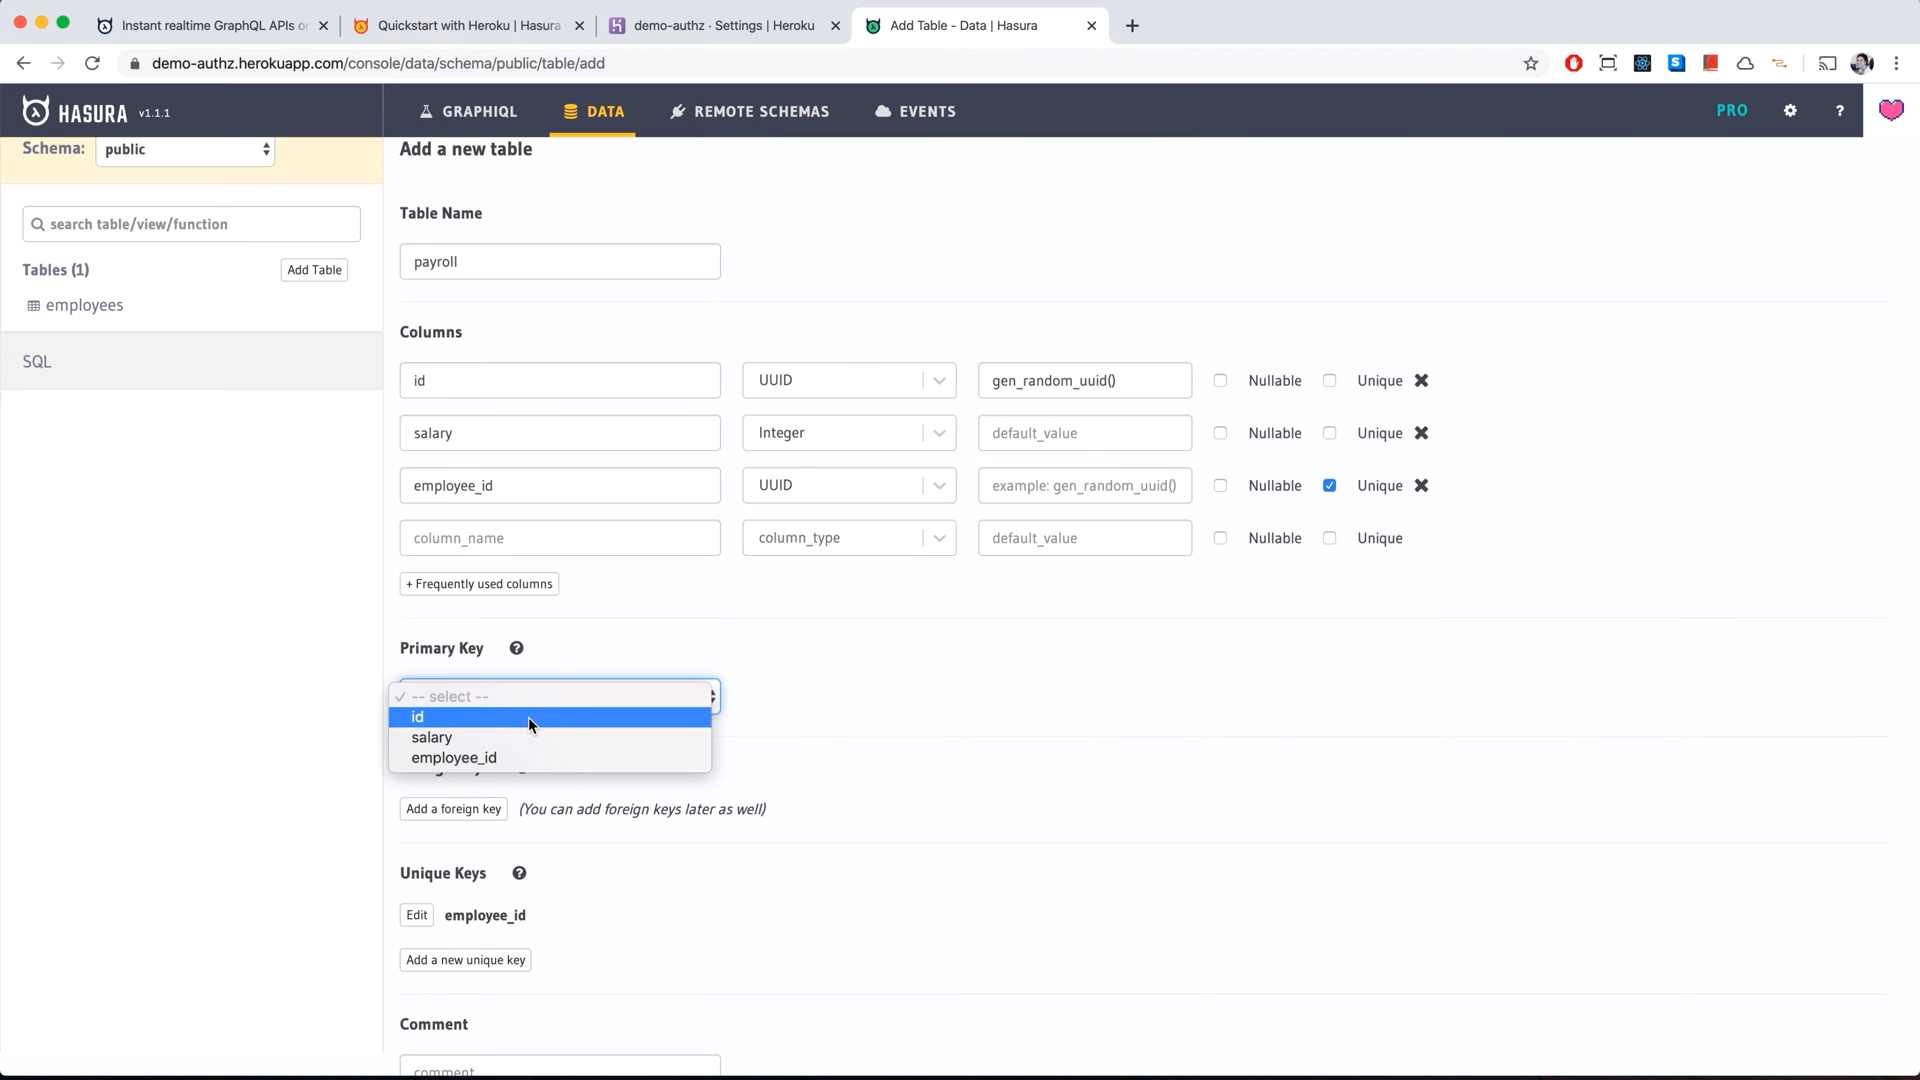 Instant realtime GraphQL APIs or
Quickstart with Heroku | Hasura
demo-authz · Settings | Heroku
Add Table - Data | Hasura
demo-authz.herokuapp.com/console/data/schema/public/table/add
HASURA v1.1.1
GRAPHIQL
DATA
REMOTE SCHEMAS
EVENTS
PRO
?
Schema: public
search table/view/function
Tables (1)
Add Table
employees
SQL
Add a new table
Table Name
payroll
Columns
id UUID gen_random_uuid() Nullable Unique
salary Integer default_value Nullable Unique
employee_id UUID example: gen_random_uuid() Nullable Unique
column_name column_type default_value Nullable Unique
+ Frequently used columns
Primary Key ?
✓ -- select --
id
salary
employee_id
Add a foreign key (You can add foreign keys later as well)
Unique Keys ?
Edit employee_id
Add a new unique key
Comment
comment